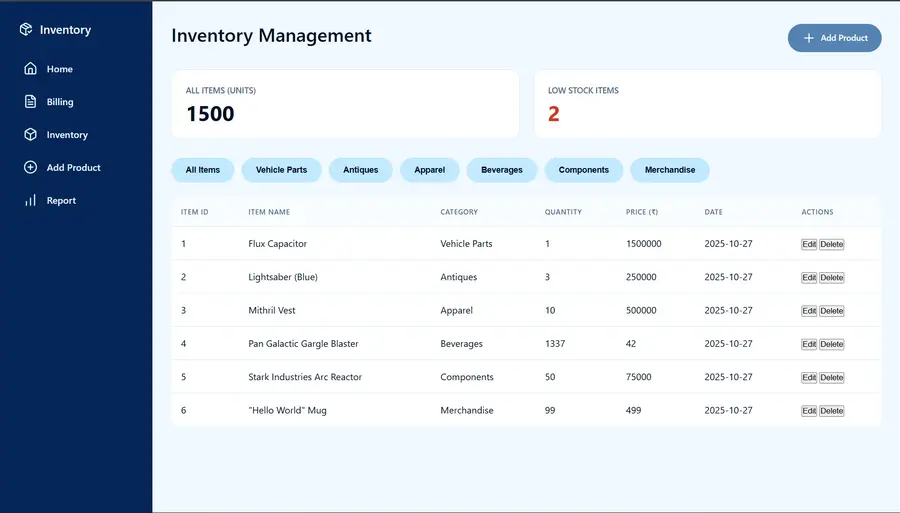 Inventory
Home
Billing
Inventory
Add Product
Report
Inventory Management
Add Product
ALL ITEMS (UNITS)
1500
LOW STOCK ITEMS
2
All Items Vehicle Parts Antiques Apparel Beverages Components Merchandise
ITEM ID ITEM NAME CATEGORY QUANTITY PRICE (₹) DATE ACTIONS
1 Flux Capacitor Vehicle Parts 1 1500000 2025-10-27 Edit Delete
2 Lightsaber (Blue) Antiques 3 250000 2025-10-27 Edit Delete
3 Mithril Vest Apparel 10 500000 2025-10-27 Edit Delete
4 Pan Galactic Gargle Blaster Beverages 1337 42 2025-10-27 Edit Delete
5 Stark Industries Arc Reactor Components 50 75000 2025-10-27 Edit Delete
6 "Hello World" Mug Merchandise 99 499 2025-10-27 Edit Delete